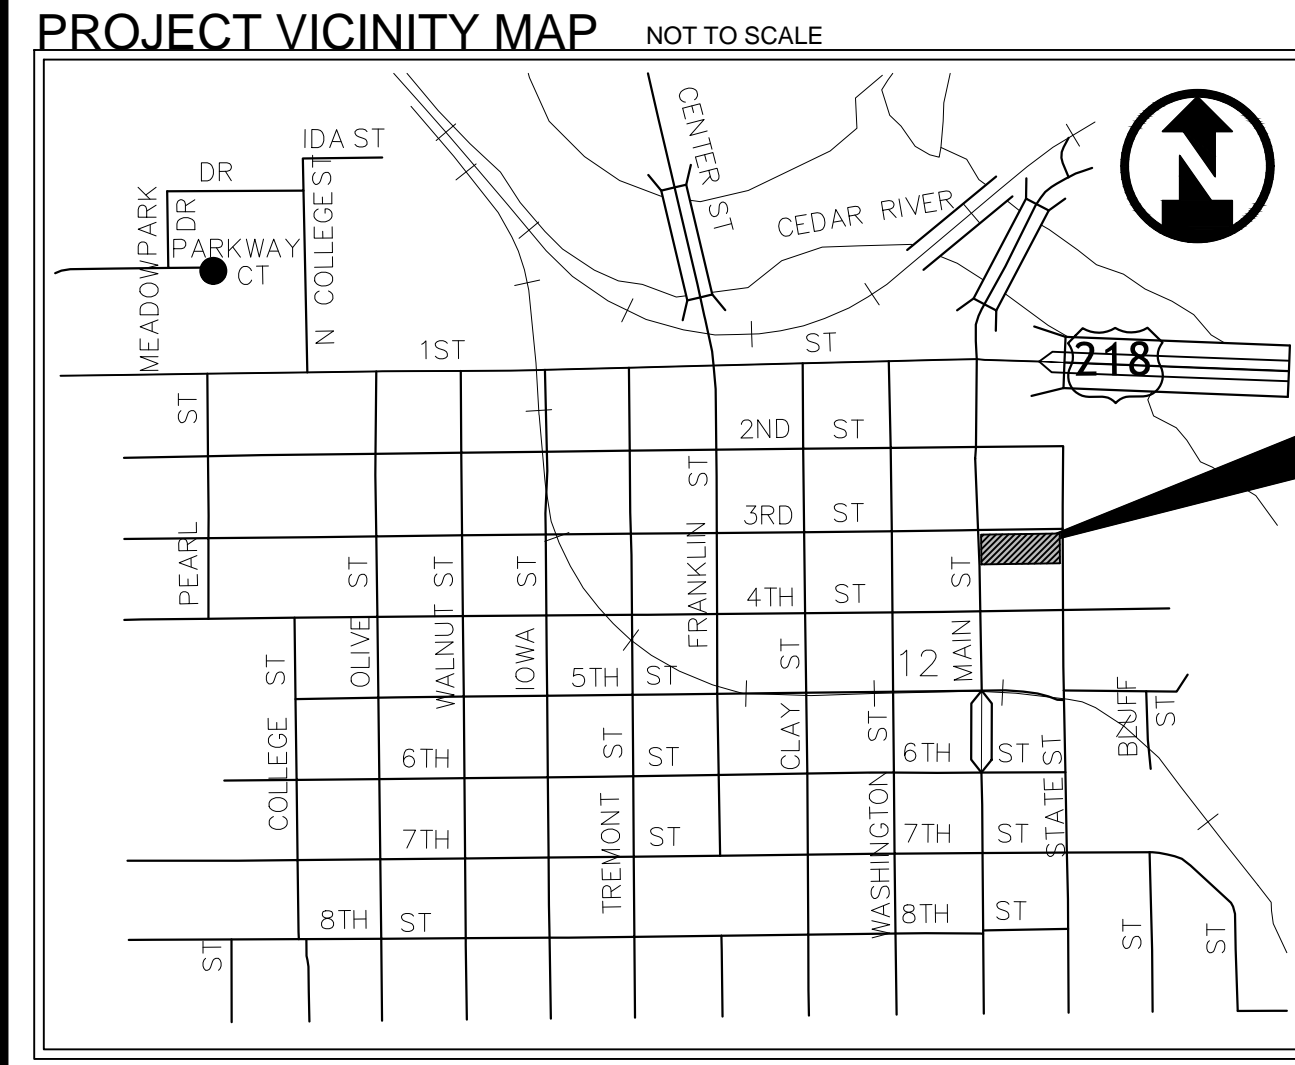 PROJECT VICINITY MAP NOT TO SCALE
IDA ST
DR
MEADOWPARK
DR
PARKWAY
CT
N COLLEGE ST
CENTER ST
CEDAR RIVER
N
1ST ST
218
PEARL ST
2ND ST
3RD ST
4TH ST
5TH ST
6TH ST
6TH ST
7TH ST
7TH ST
8TH ST
8TH ST
COLLEGE ST
OLIVE ST
WALNUT ST
IOWA ST
TREMONT ST
FRANKLIN ST
CLAY ST
WASHINGTON ST
12
MAIN ST
STATE ST
BLUFF ST
ST
ST
ST